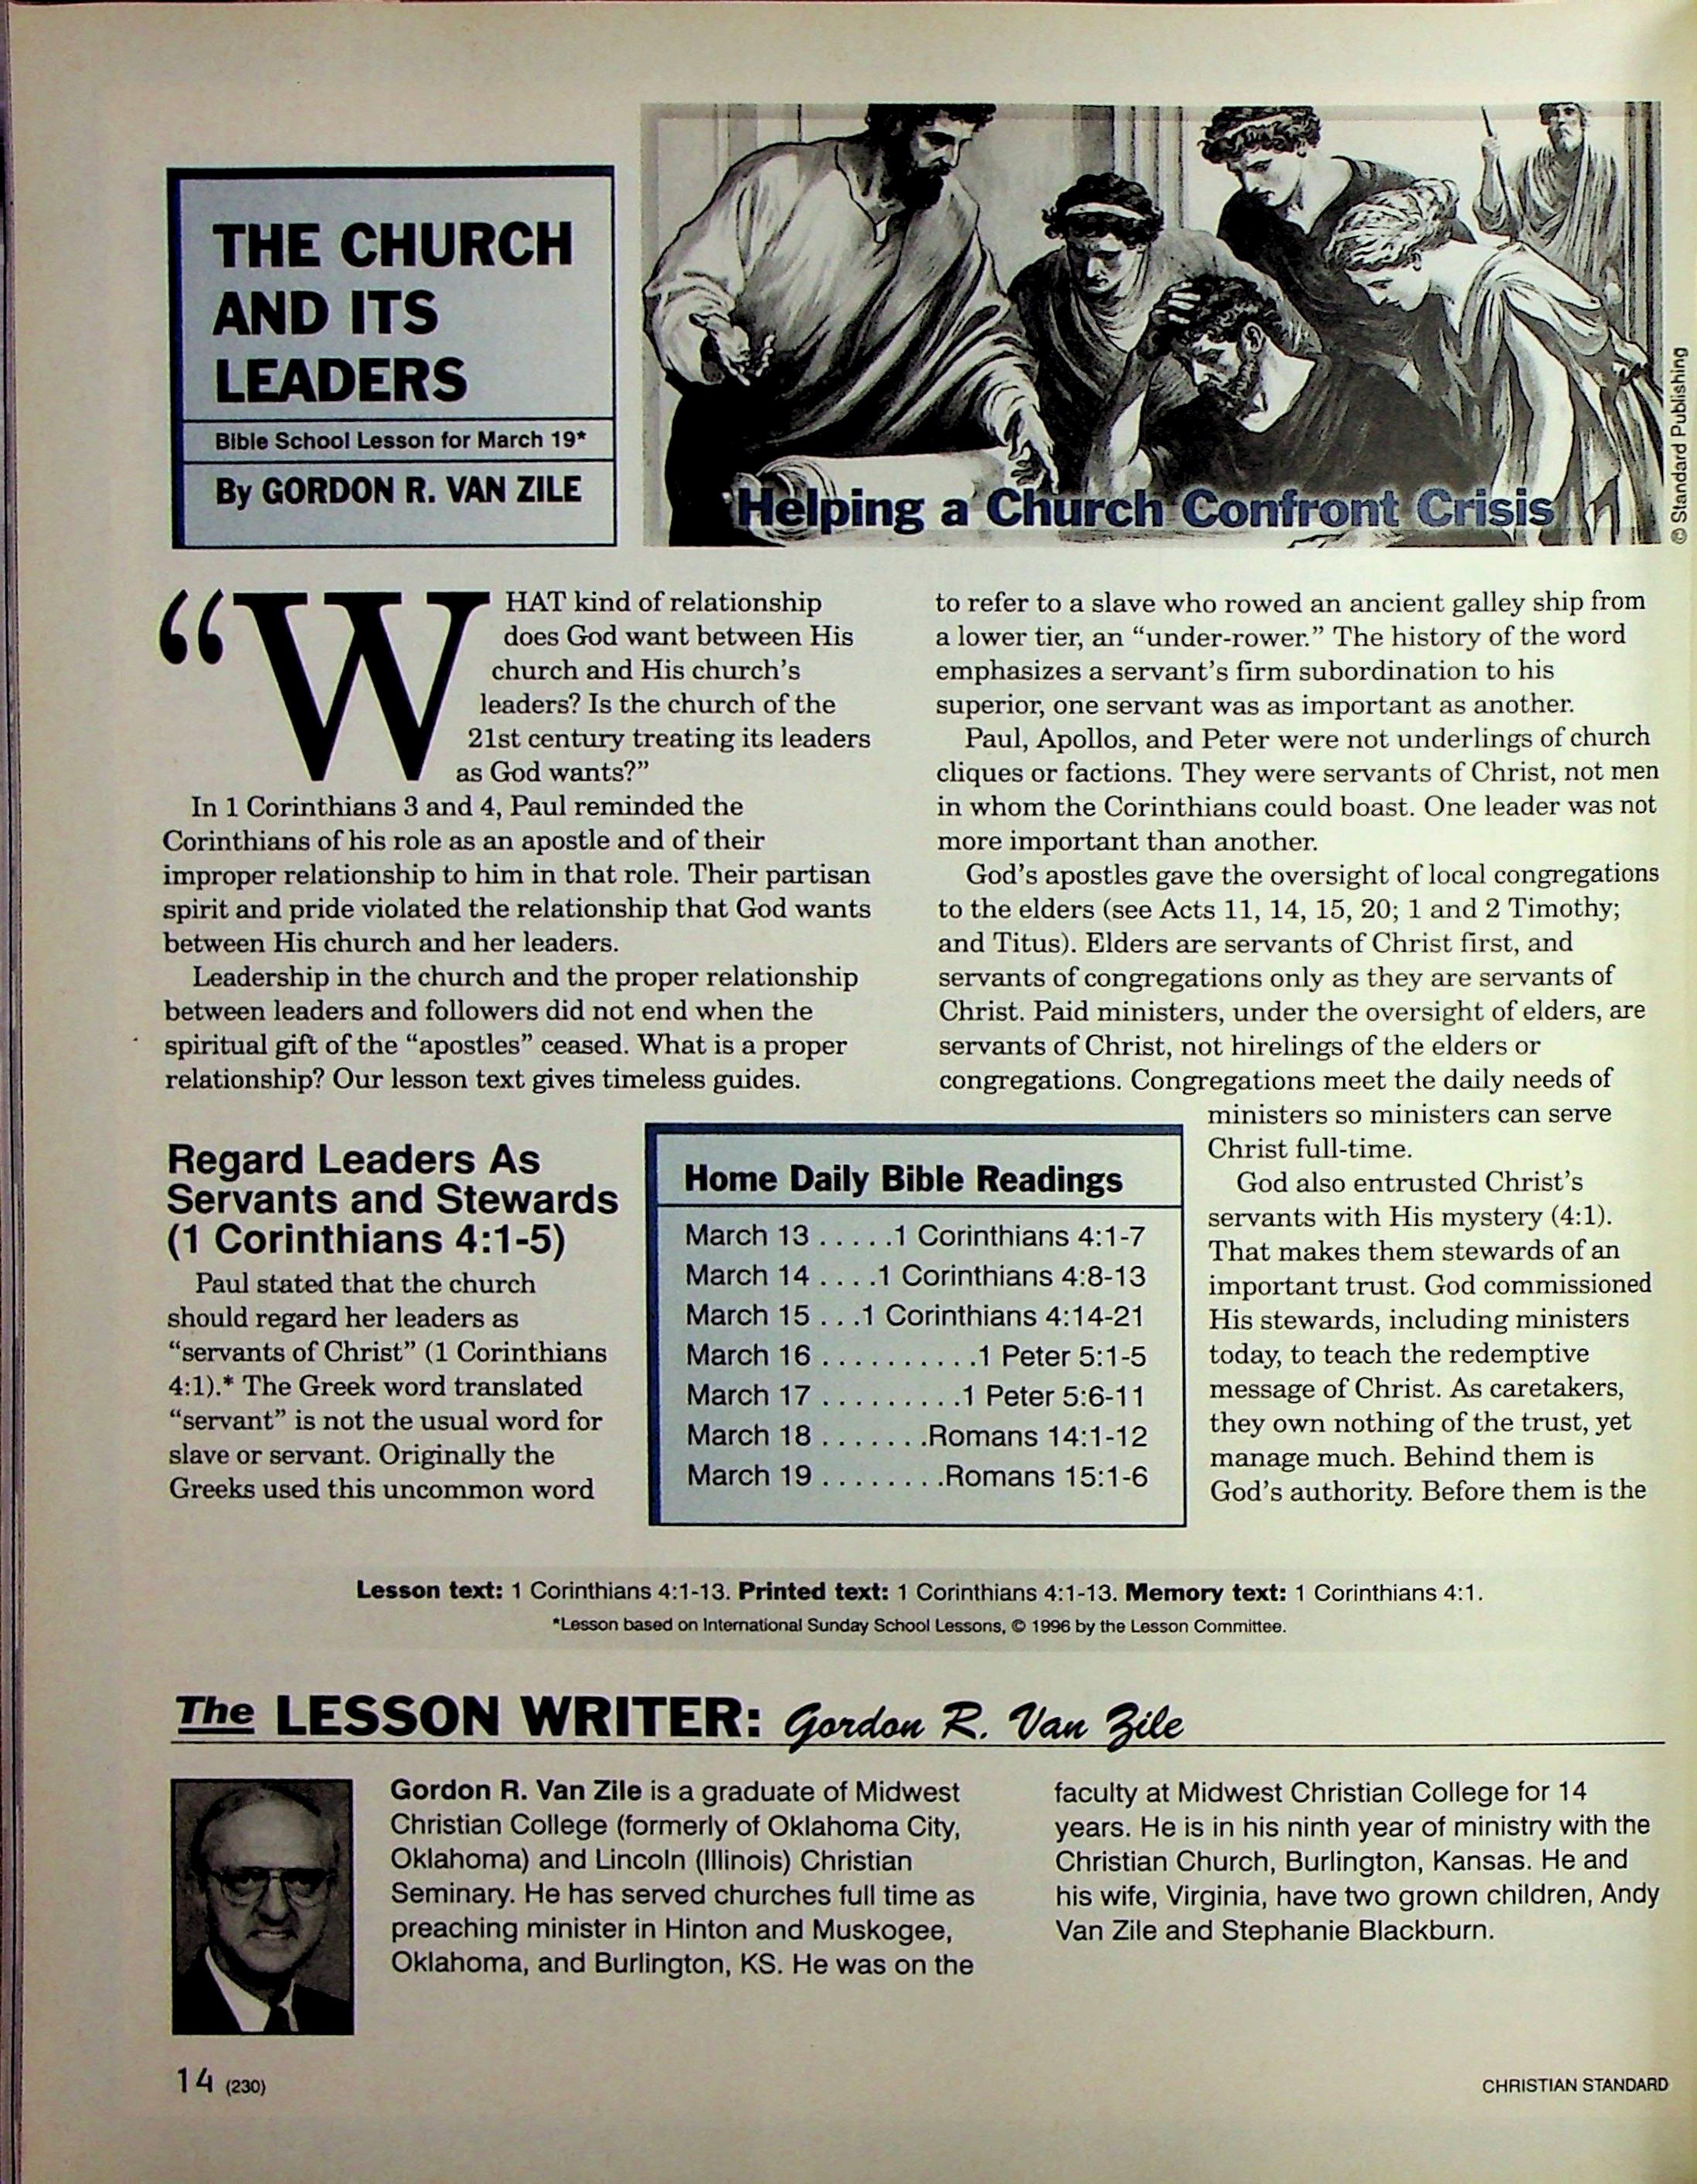 THE CHURCH
AND ITS
LEADERS
Bible School Lesson for March 19*
By GORDON R. VAN ZILE
Helping a Church Confront Crisis
© Standard Publishing
“WHAT kind of relationship
does God want between His
church and His church’s
leaders? Is the church of the
21st century treating its leaders
as God wants?”
In 1 Corinthians 3 and 4, Paul reminded the
Corinthians of his role as an apostle and of their
improper relationship to him in that role. Their partisan
spirit and pride violated the relationship that God wants
between His church and her leaders.
Leadership in the church and the proper relationship
between leaders and followers did not end when the
spiritual gift of the “apostles” ceased. What is a proper
relationship? Our lesson text gives timeless guides.
Regard Leaders As
Servants and Stewards
(1 Corinthians 4:1-5)
Paul stated that the church
should regard her leaders as
“servants of Christ” (1 Corinthians
4:1).* The Greek word translated
“servant” is not the usual word for
slave or servant. Originally the
Greeks used this uncommon word
to refer to a slave who rowed an ancient galley ship from
a lower tier, an “under-rower.” The history of the word
emphasizes a servant’s firm subordination to his
superior, one servant was as important as another.
Paul, Apollos, and Peter were not underlings of church
cliques or factions. They were servants of Christ, not men
in whom the Corinthians could boast. One leader was not
more important than another.
God’s apostles gave the oversight of local congregations
to the elders (see Acts 11, 14, 15, 20; 1 and 2 Timothy;
and Titus). Elders are servants of Christ first, and
servants of congregations only as they are servants of
Christ. Paid ministers, under the oversight of elders, are
servants of Christ, not hirelings of the elders or
congregations. Congregations meet the daily needs of
ministers so ministers can serve
Christ full-time.
God also entrusted Christ’s
servants with His mystery (4:1).
That makes them stewards of an
important trust. God commissioned
His stewards, including ministers
today, to teach the redemptive
message of Christ. As caretakers,
they own nothing of the trust, yet
manage much. Behind them is
God’s authority. Before them is the
Home Daily Bible Readings
March 13 . . . . .1 Corinthians 4:1-7
March 14 . . . .1 Corinthians 4:8-13
March 15 . . .1 Corinthians 4:14-21
March 16 . . . . . . . . . .1 Peter 5:1-5
March 17 . . . . . . . . .1 Peter 5:6-11
March 18 . . . . . . .Romans 14:1-12
March 19 . . . . . . . .Romans 15:1-6
Lesson text: 1 Corinthians 4:1-13. Printed text: 1 Corinthians 4:1-13. Memory text: 1 Corinthians 4:1.
*Lesson based on International Sunday School Lessons, © 1996 by the Lesson Committee.
The LESSON WRITER: Gordon R. Van Zile
Gordon R. Van Zile is a graduate of Midwest
Christian College (formerly of Oklahoma City,
Oklahoma) and Lincoln (Illinois) Christian
Seminary. He has served churches full time as
preaching minister in Hinton and Muskogee,
Oklahoma, and Burlington, KS. He was on the
faculty at Midwest Christian College for 14
years. He is in his ninth year of ministry with the
Christian Church, Burlington, Kansas. He and
his wife, Virginia, have two grown children, Andy
Van Zile and Stephanie Blackburn.
14 (230)
CHRISTIAN STANDARD